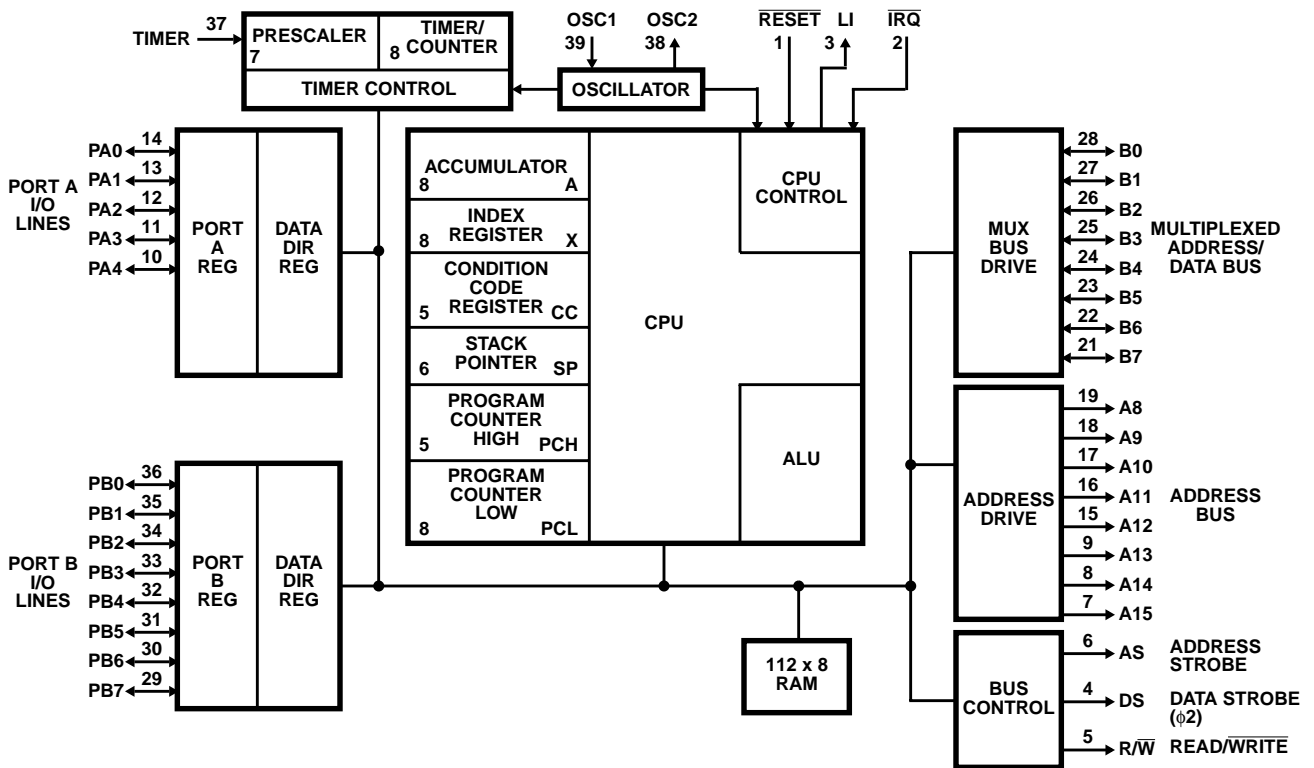 TIMER
37
PRESCALER
7
TIMER/
COUNTER
8
TIMER CONTROL
OSC1
39
OSC2
38
OSCILLATOR
RESET
1
LI
3
IRQ
2
PORT A
I/O
LINES
PA0
14
PA1
13
PA2
12
PA3
11
PA4
10
PORT
A
REG
DATA
DIR
REG
ACCUMULATOR
8
A
INDEX
REGISTER
8
X
CONDITION
CODE
REGISTER
5
CC
STACK
POINTER
6
SP
PROGRAM
COUNTER
HIGH
5
PCH
PROGRAM
COUNTER
LOW
8
PCL
CPU
CPU
CONTROL
ALU
MUX
BUS
DRIVE
28
B0
27
B1
26
B2
25
B3
24
B4
23
B5
22
B6
21
B7
MULTIPLEXED
ADDRESS/
DATA BUS
PORT B
I/O
LINES
PB0
36
PB1
35
PB2
34
PB3
33
PB4
32
PB5
31
PB6
30
PB7
29
PORT
B
REG
DATA
DIR
REG
112 x 8
RAM
ADDRESS
DRIVE
19
A8
18
A9
17
A10
16
A11
15
A12
9
A13
8
A14
7
A15
ADDRESS
BUS
BUS
CONTROL
6
AS
ADDRESS
STROBE
4
DS
DATA STROBE
(ϕ2)
5
R/W
READ/WRITE